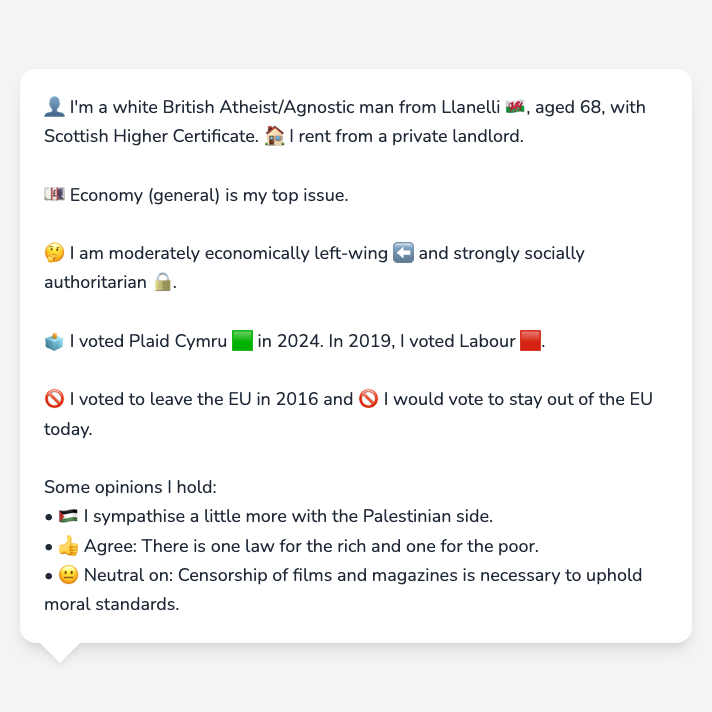 👤 I'm a white British Atheist/Agnostic man from Llanelli 🏴󠁧󠁢󠁷󠁬󠁳󠁿, aged 68, with
Scottish Higher Certificate. 🏠 I rent from a private landlord.
💷 Economy (general) is my top issue.
🤔 I am moderately economically left-wing ⬅️ and strongly socially
authoritarian 🔒.
🗳️ I voted Plaid Cymru 🟩 in 2024. In 2019, I voted Labour 🟥.
🚫 I voted to leave the EU in 2016 and 🚫 I would vote to stay out of the EU
today.
Some opinions I hold:
• 🇵🇸 I sympathise a little more with the Palestinian side.
• 👍 Agree: There is one law for the rich and one for the poor.
• 😐 Neutral on: Censorship of films and magazines is necessary to uphold
moral standards.